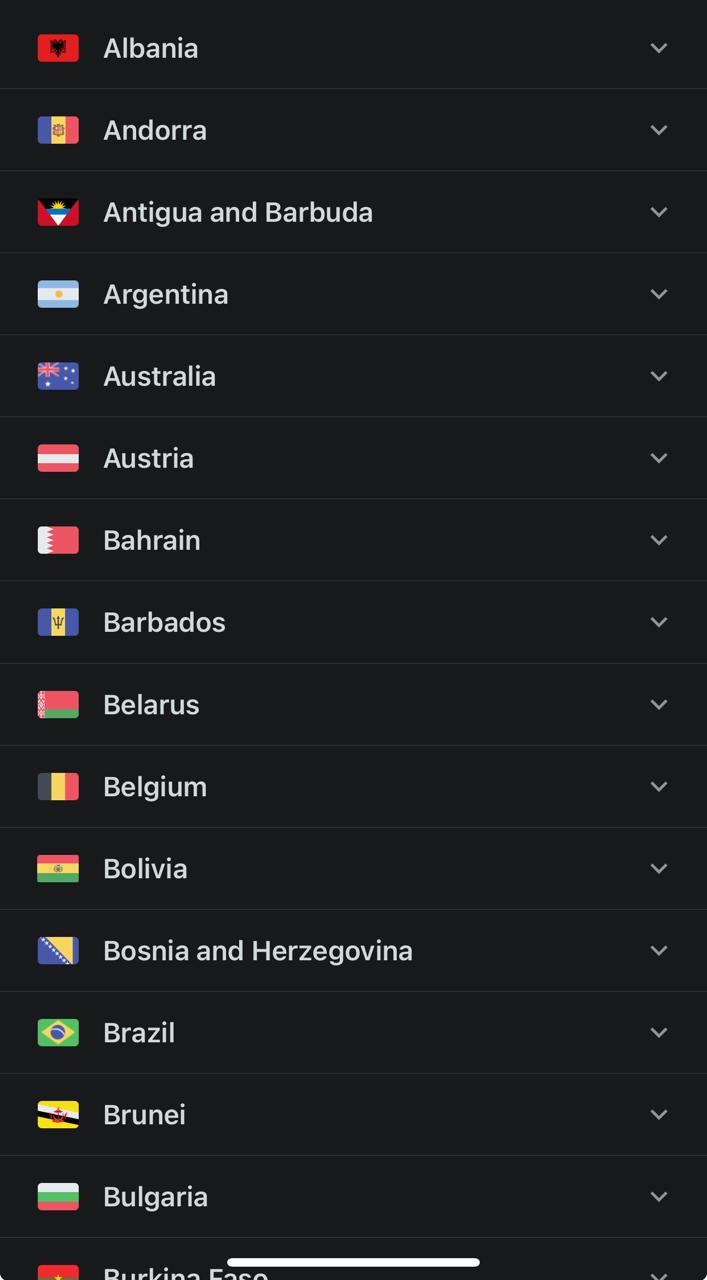 Albania
Andorra
Antigua and Barbuda
Argentina
Australia
Austria
Bahrain
Barbados
Belarus
Belgium
Bolivia
Bosnia and Herzegovina
Brazil
Brunei
Bulgaria
Burkina Faso